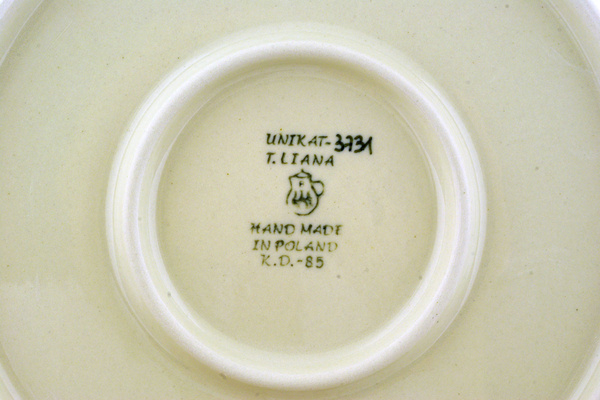 UNIKAT-3731
T. LIANA
HAND MADE
IN POLAND
K.D.-85